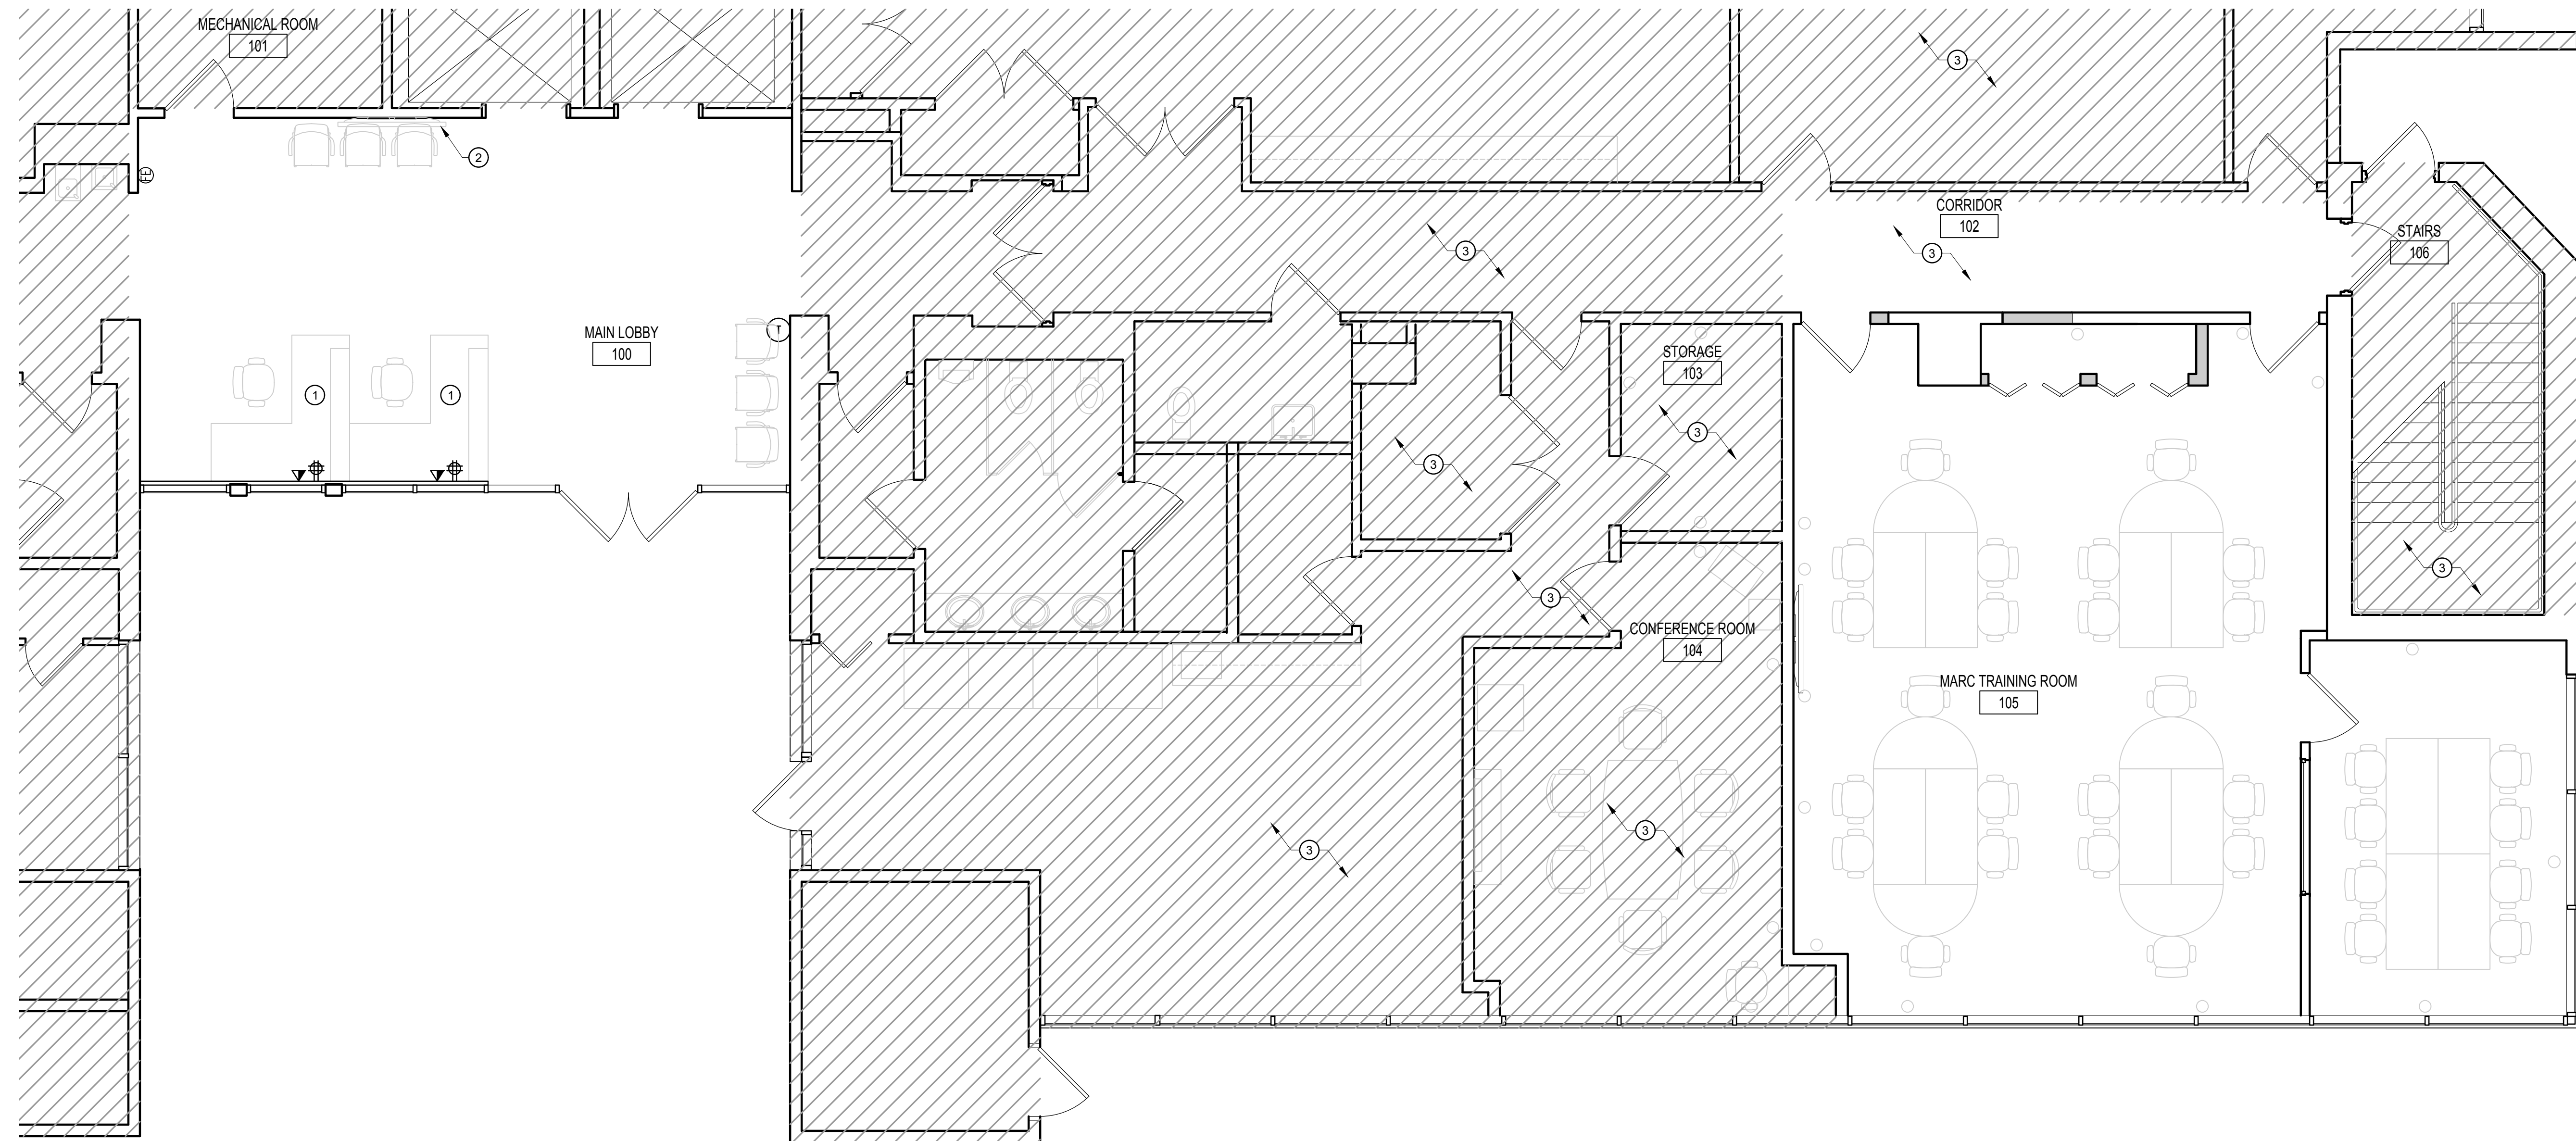 MECHANICAL ROOM
101
3
2
FE
CORRIDOR
102
3
3
STAIRS
106
T
MAIN LOBBY
100
STORAGE
103
1
1
3
3
3
3
CONFERENCE ROOM
104
MARC TRAINING ROOM
105
3
3